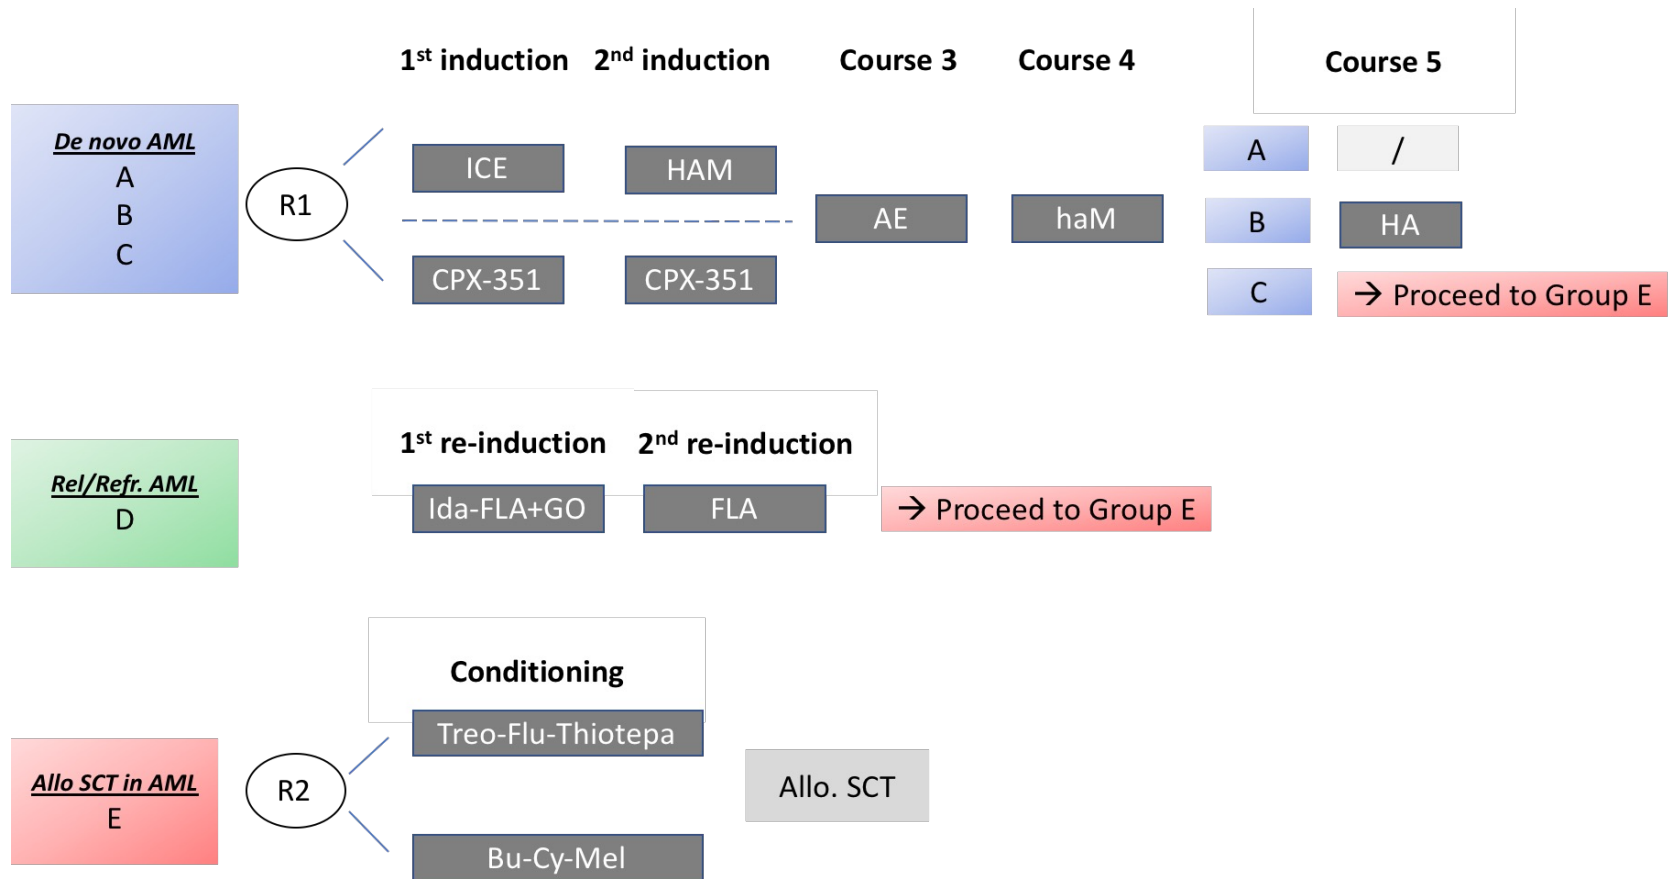 1st induction 2nd induction Course 3 Course 4 Course 5
De novo AML
A
B
C
R1
ICE HAM
CPX-351 CPX-351
AE haM
A /
B HA
C → Proceed to Group E
1st re-induction 2nd re-induction
Rel/Refr. AML
D
Ida-FLA+GO FLA → Proceed to Group E
Conditioning
Allo SCT in AML
E
R2
Treo-Flu-Thiotepa
Bu-Cy-Mel
Allo. SCT